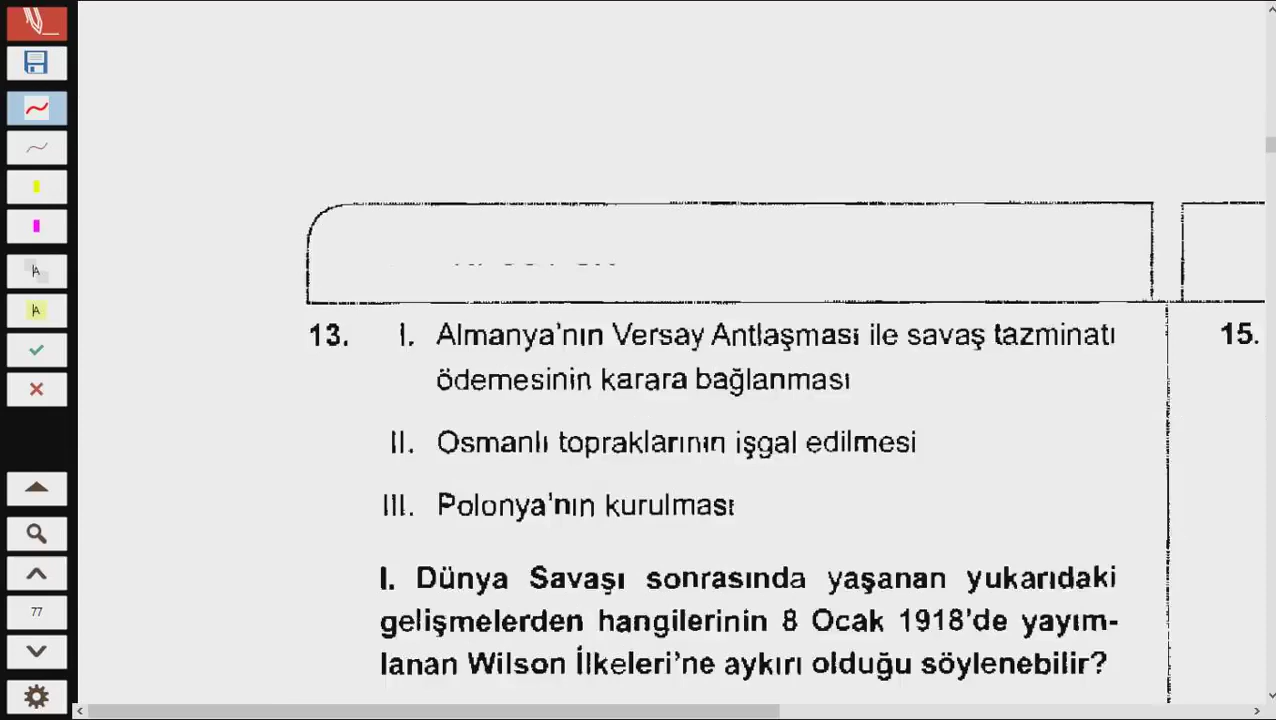 13. I. Almanya'nın Versay Antlaşması ile savaş tazminatı
ödemesinin karara bağlanması
II. Osmanlı topraklarının işgal edilmesi
III. Polonya'nın kurulması
I. Dünya Savaşı sonrasında yaşanan yukarıdaki
gelişmelerden hangilerinin 8 Ocak 1918'de yayım-
lanan Wilson İlkeleri'ne aykırı olduğu söylenebilir?
15.
77